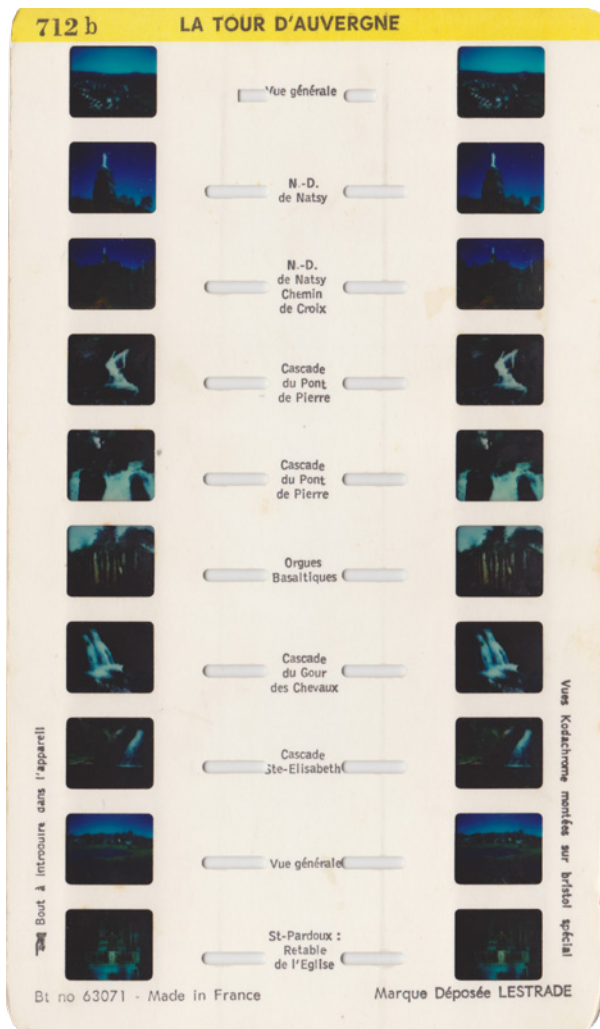 712 b LA TOUR D'AUVERGNE
Vue générale
N.-D.
de Natsy
N.-D.
de Natsy
Chemin
de Croix
Cascade
du Pont
de Pierre
Cascade
du Pont
de Pierre
Orgues
Basaltiques
Cascade
du Gour
des Chevaux
Cascade
Ste-Elisabeth
Vue générale
St-Pardoux :
Retable
de l'Eglise
Bout à introduire dans l'appareil
Vues Kodachrome montées sur bristol spécial
Bt no 63071 - Made in France
Marque Déposée LESTRADE